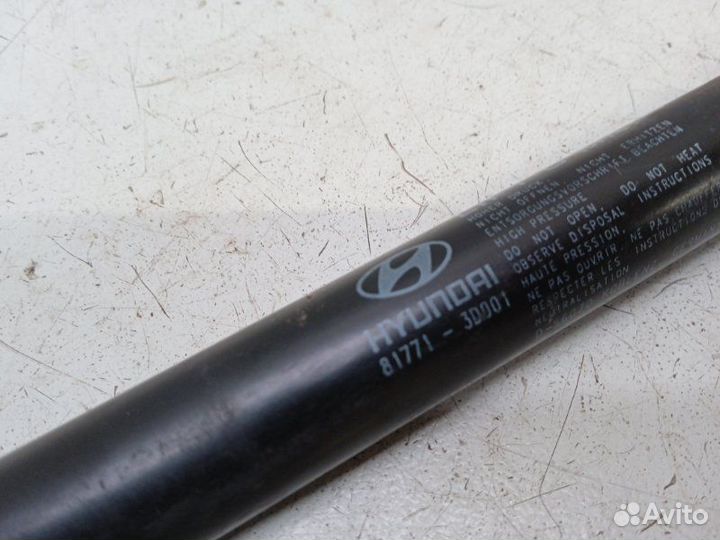 HYUNDAI
81771 - 3D001
HOHER DRUCK
NICHT ÖFFNEN, NICHT ERHITZEN
ENTSORGUNGSVORSCHRIFT BEACHTEN
HIGH PRESSURE
DO NOT OPEN, DO NOT HEAT
OBSERVE DISPOSAL INSTRUCTIONS
HAUTE PRESSION,
NE PAS OUVRIR, NE PAS CHAUFFER
RESPECTER LES INSTRUCTIONS D
NEUTRALISATION
Avito